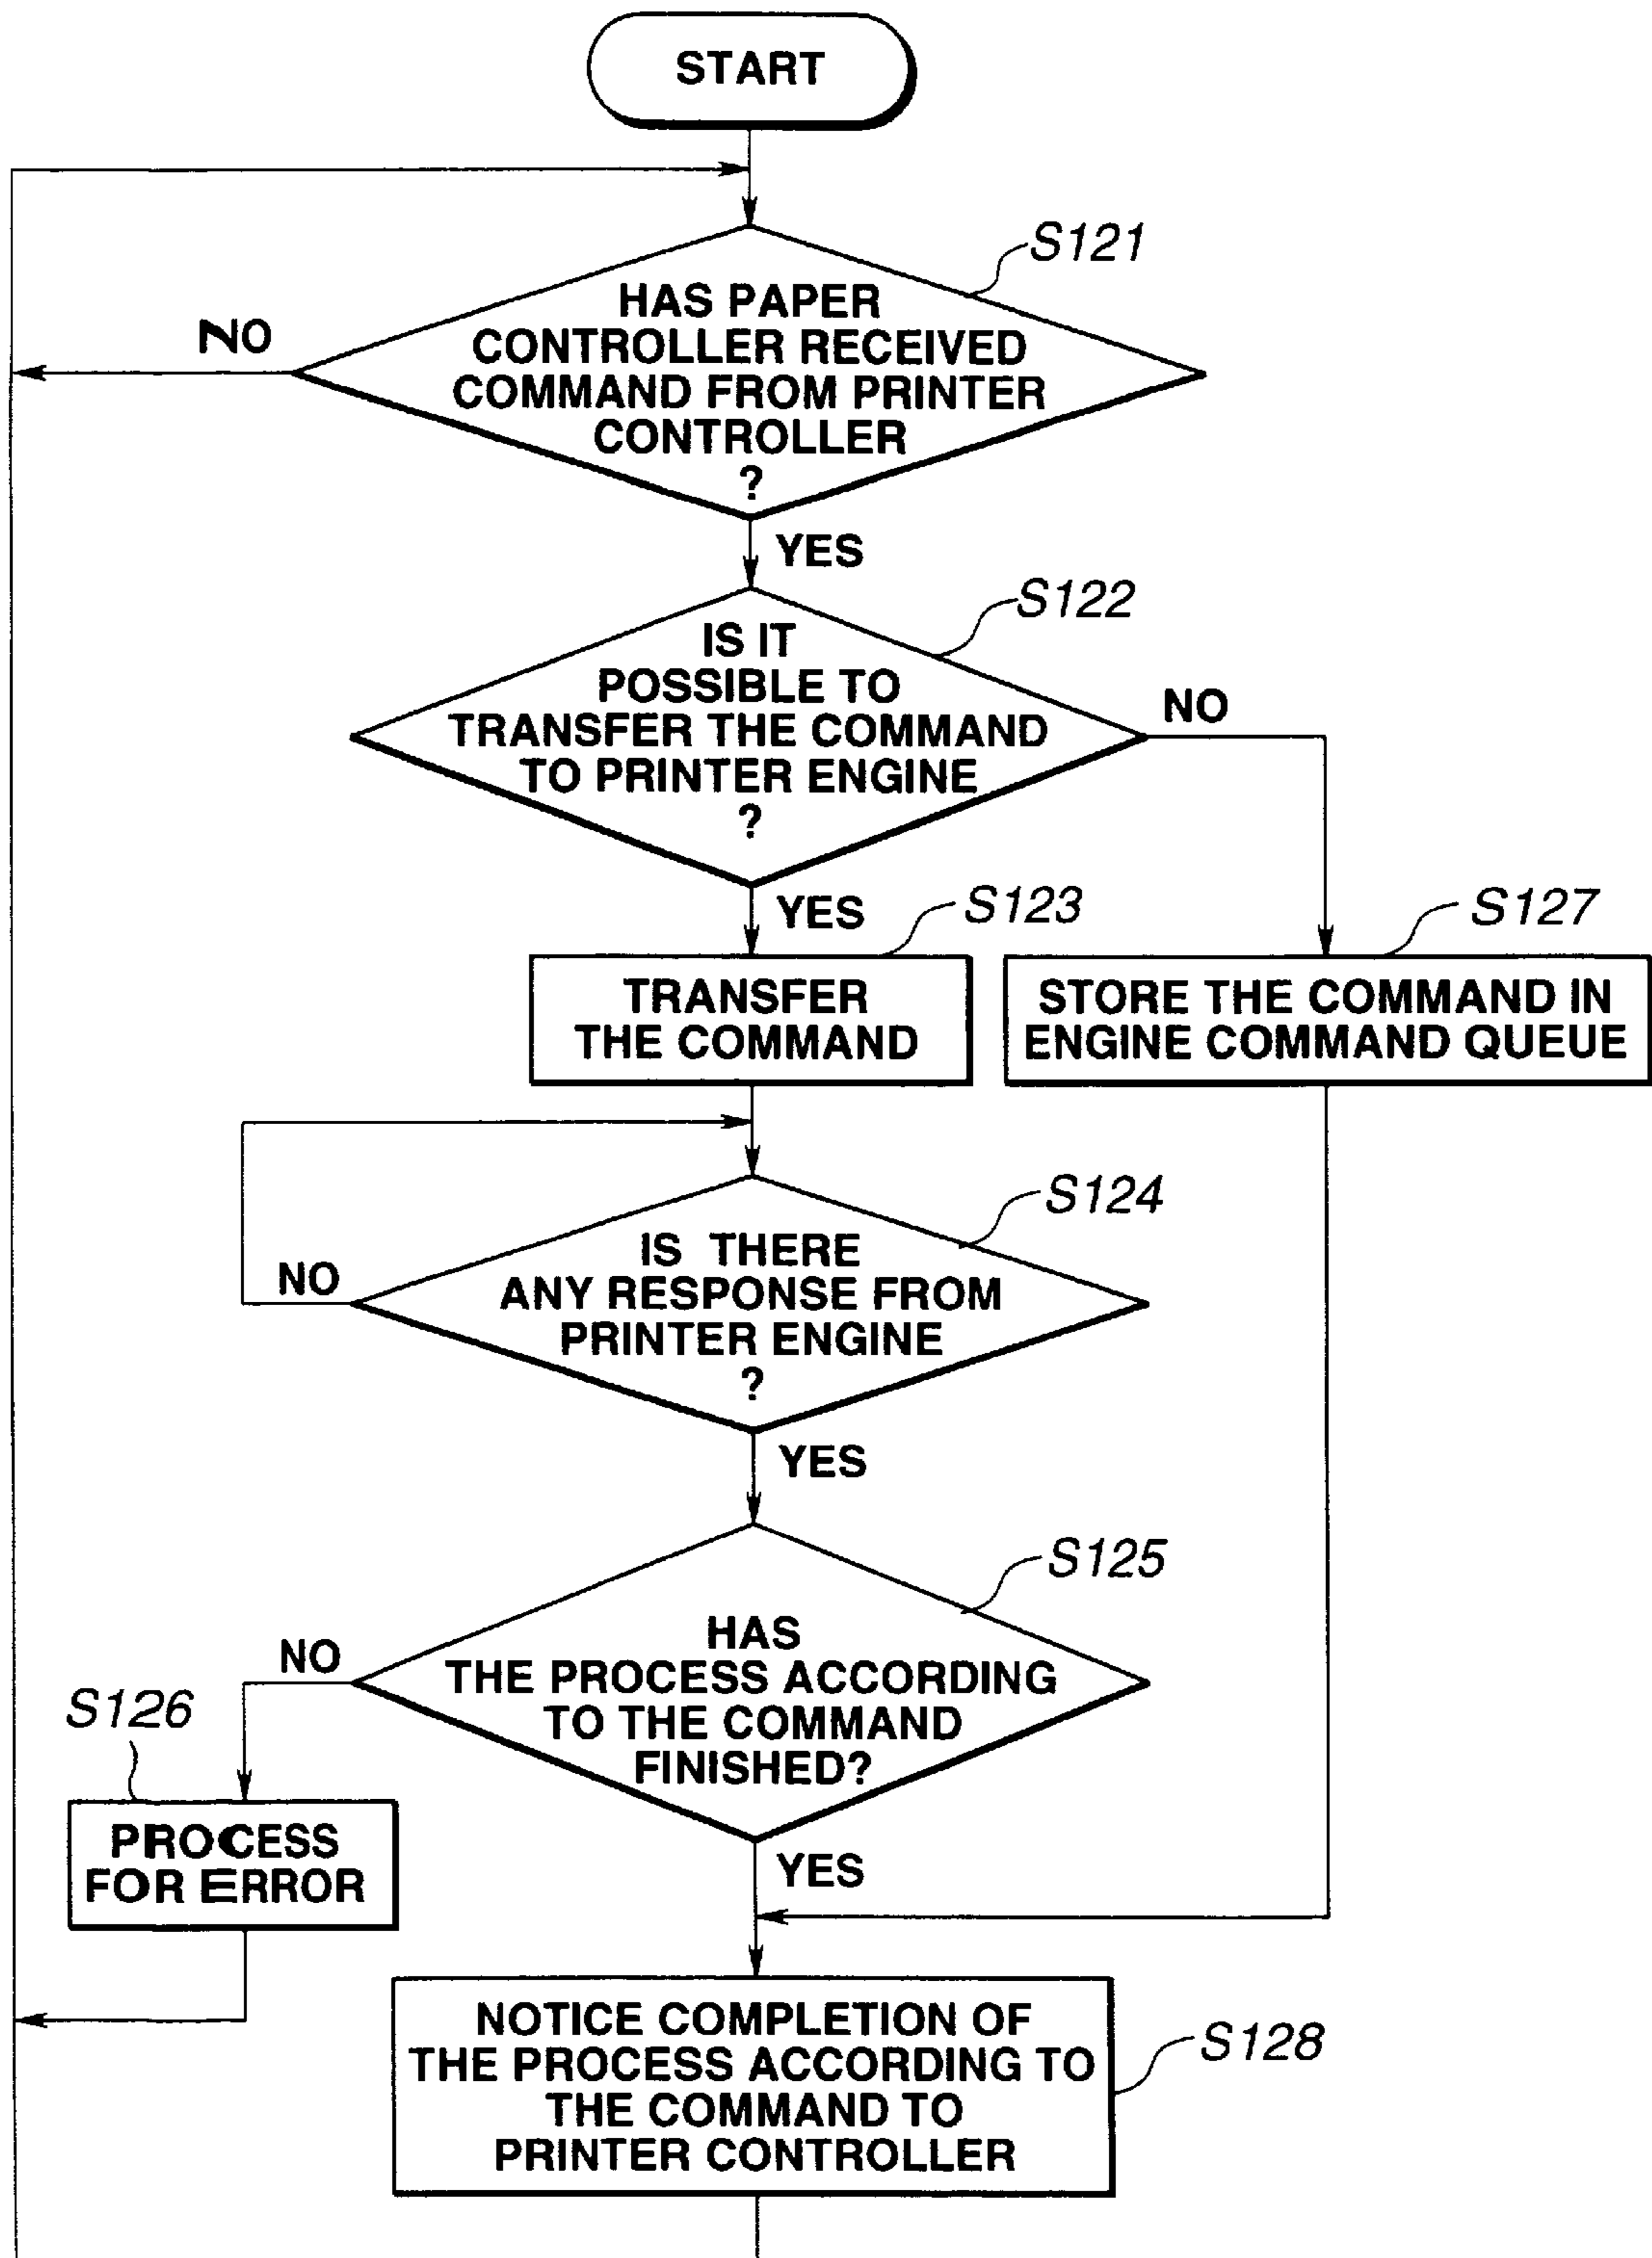 START
S121
HAS PAPER
CONTROLLER RECEIVED
COMMAND FROM PRINTER
CONTROLLER
?
NO
YES
S122
IS IT
POSSIBLE TO
TRANSFER THE COMMAND
TO PRINTER ENGINE
?
NO
YES
S123
S127
TRANSFER
THE COMMAND
STORE THE COMMAND IN
ENGINE COMMAND QUEUE
S124
IS THERE
ANY RESPONSE FROM
PRINTER ENGINE
?
NO
YES
S125
HAS
THE PROCESS ACCORDING
TO THE COMMAND
FINISHED?
NO
S126
PROCESS
FOR ERROR
YES
NOTICE COMPLETION OF
THE PROCESS ACCORDING TO
THE COMMAND TO
PRINTER CONTROLLER
S128